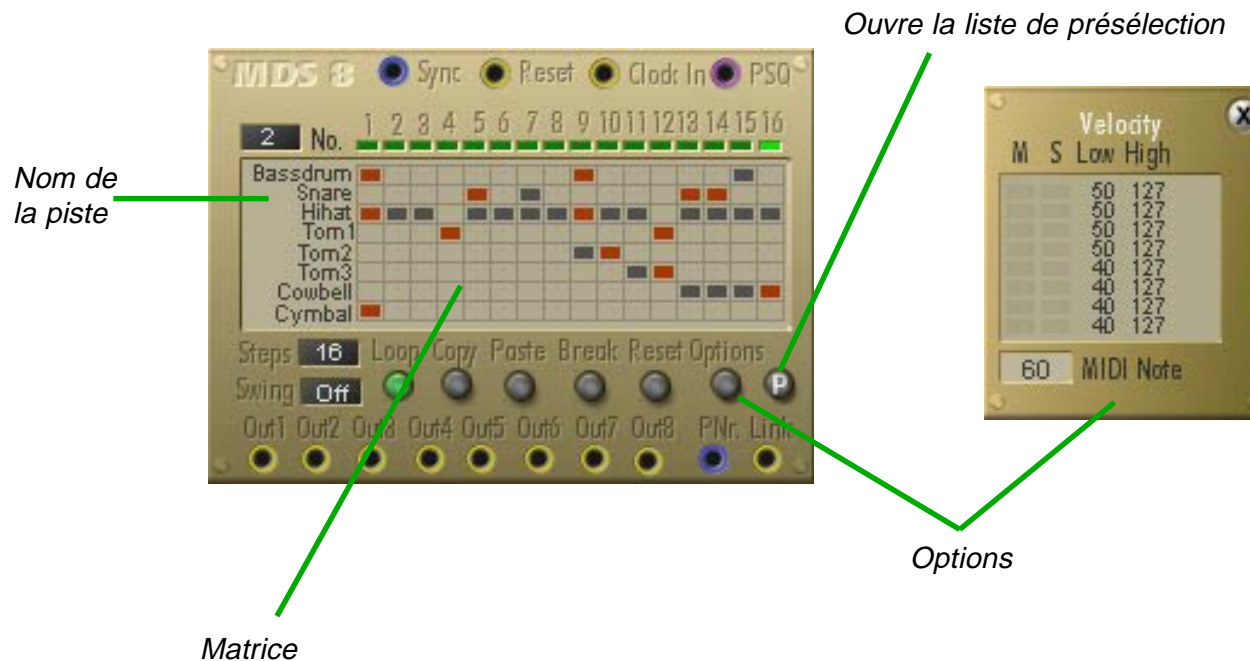 Ouvre la liste de présélection
MDS 8 Sync Reset Clock In PSQ
2 No. 1 2 3 4 5 6 7 8 9 10 11 12 13 14 15 16
Nom de
la piste
Bassdrum
Snare
Hihat
Tom1
Tom2
Tom3
Cowbell
Cymbal
Steps 16 Loop Copy Paste Break Reset Options
Swing Off P
Out1 Out2 Out3 Out4 Out5 Out6 Out7 Out8 PNr. Link
X
Velocity
M S Low High
50 127
50 127
50 127
50 127
40 127
40 127
40 127
40 127
60 MIDI Note
Options
Matrice